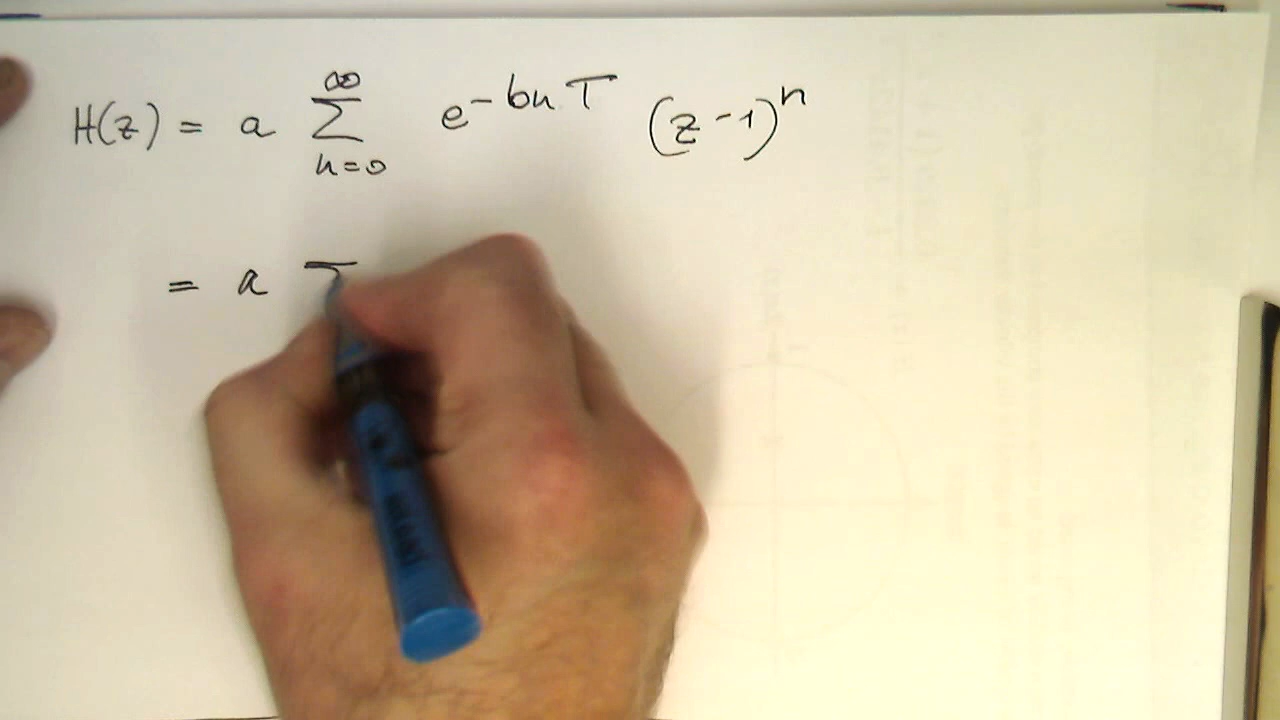 H(z) = a ∞ Σ n=0 e^{-bnT} (z-1)^n
= a